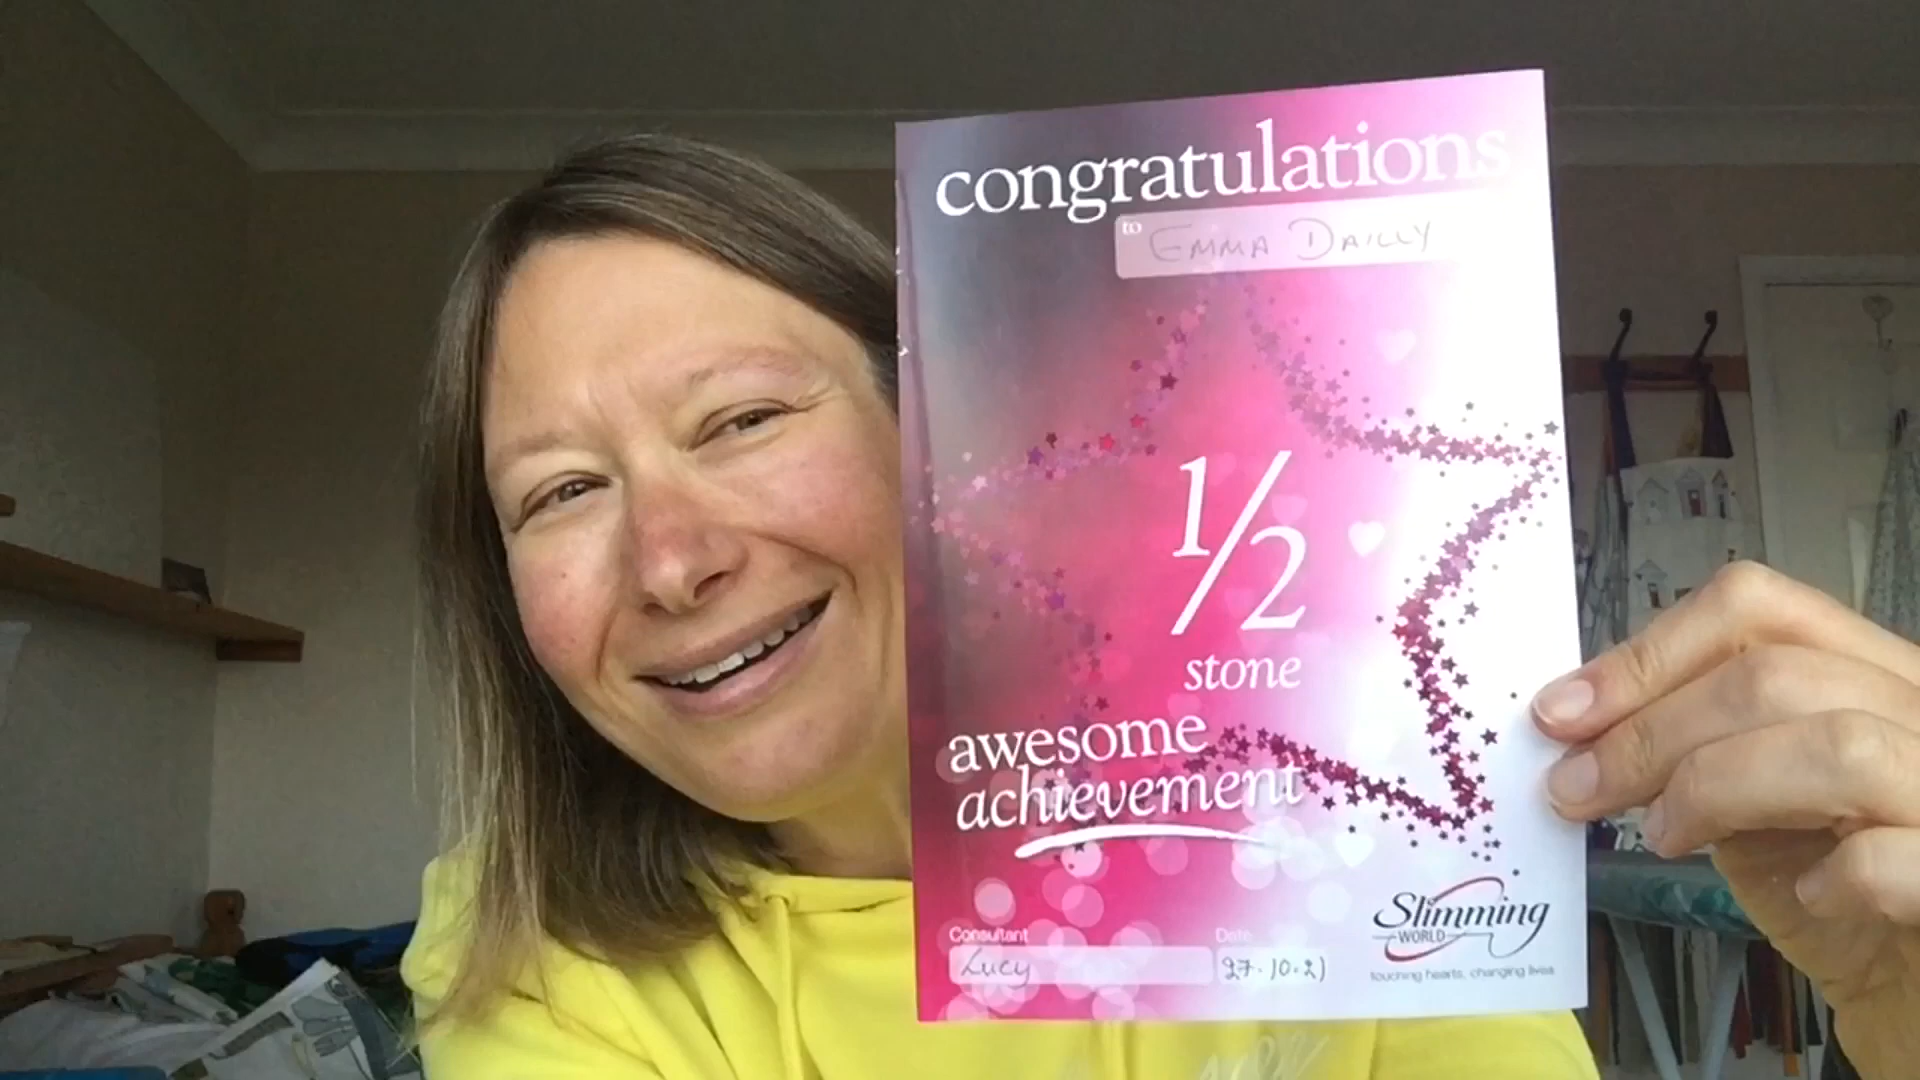 congratulations
to EMMA DAILLY
1/2
stone
awesome
achievement
Slimming
WORLD
touching hearts, changing lives
Consultant Date
Lucy 27.10.21